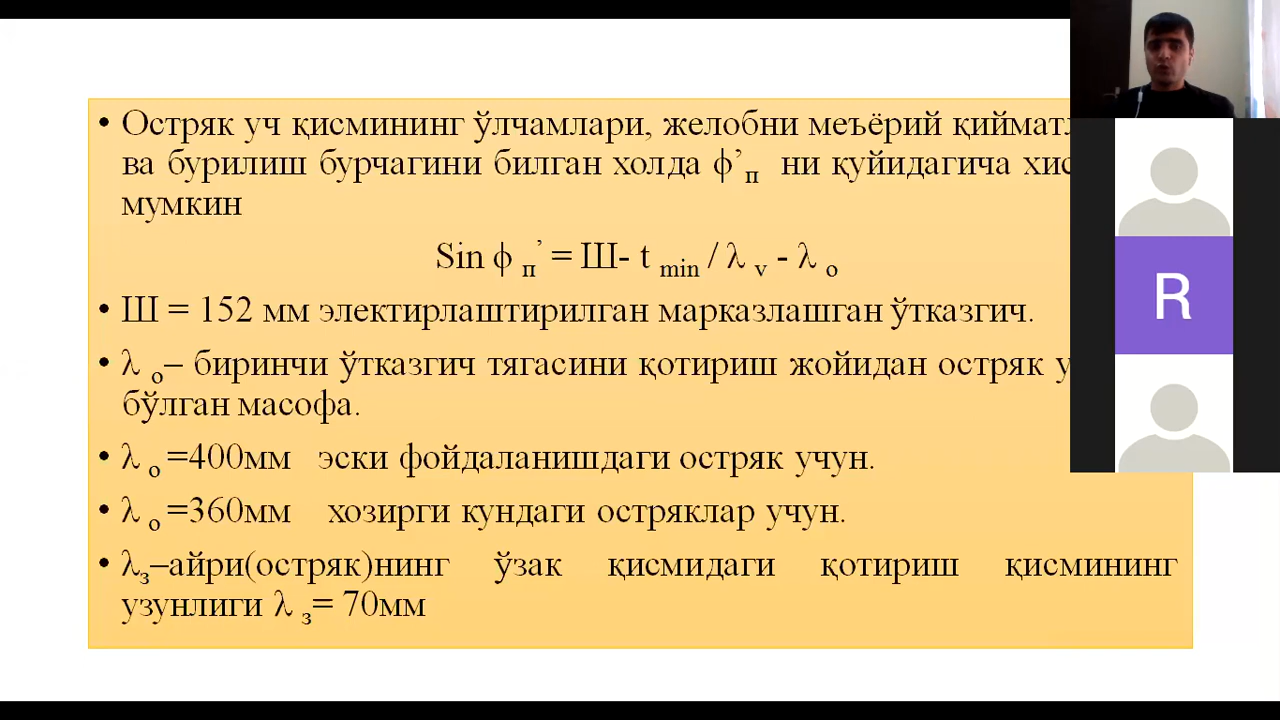 • Остряк уч қисмининг ўлчамлари, желобни меъёрий
ва бурилиш бурчагини билган холда ф’п ни қуйидагича
мумкин
Sin ф п’ = Ш- t min / λ v - λ о
• Ш = 152 мм электирлаштирилган марказлашган ўтказгич.
• λ о– биринчи ўтказгич тягасини қотириш жойидан остряк
бўлган масофа.
• λ о =400мм эски фойдаланишдаги остряк учун.
• λ о =360мм хозирги кундаги остряклар учун.
• λз–айри(остряк)нинг ўзак қисмидаги қотириш қисмининг
узунлиги λ з= 70мм
R